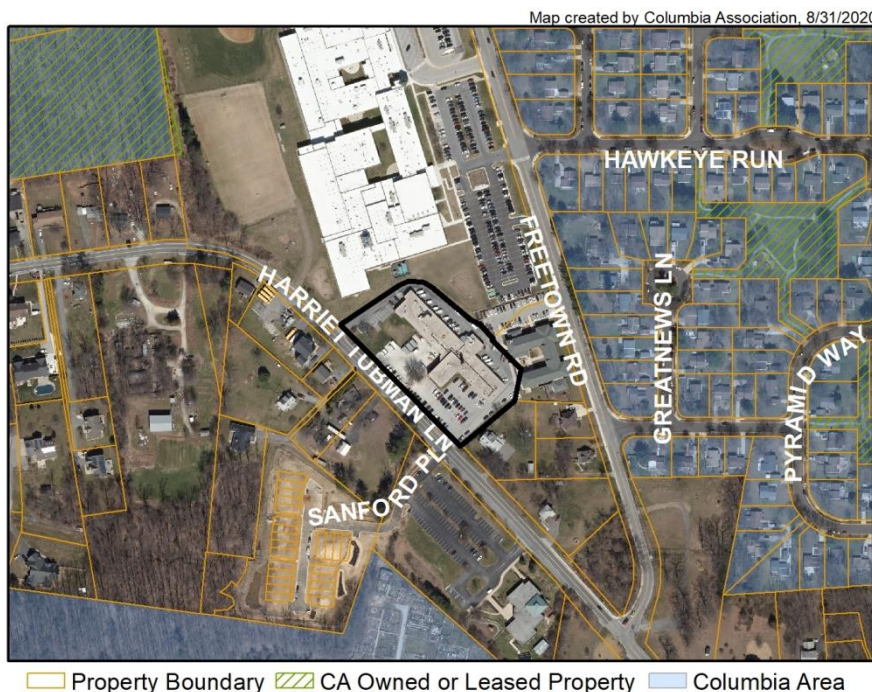 Map created by Columbia Association, 8/31/2020
HAWKEYE RUN
FREETOWN RD
HARRIET TUBMAN LN
GREATNEWS LN
PYRAMID WAY
SANFORD PL
Property Boundary CA Owned or Leased Property Columbia Area